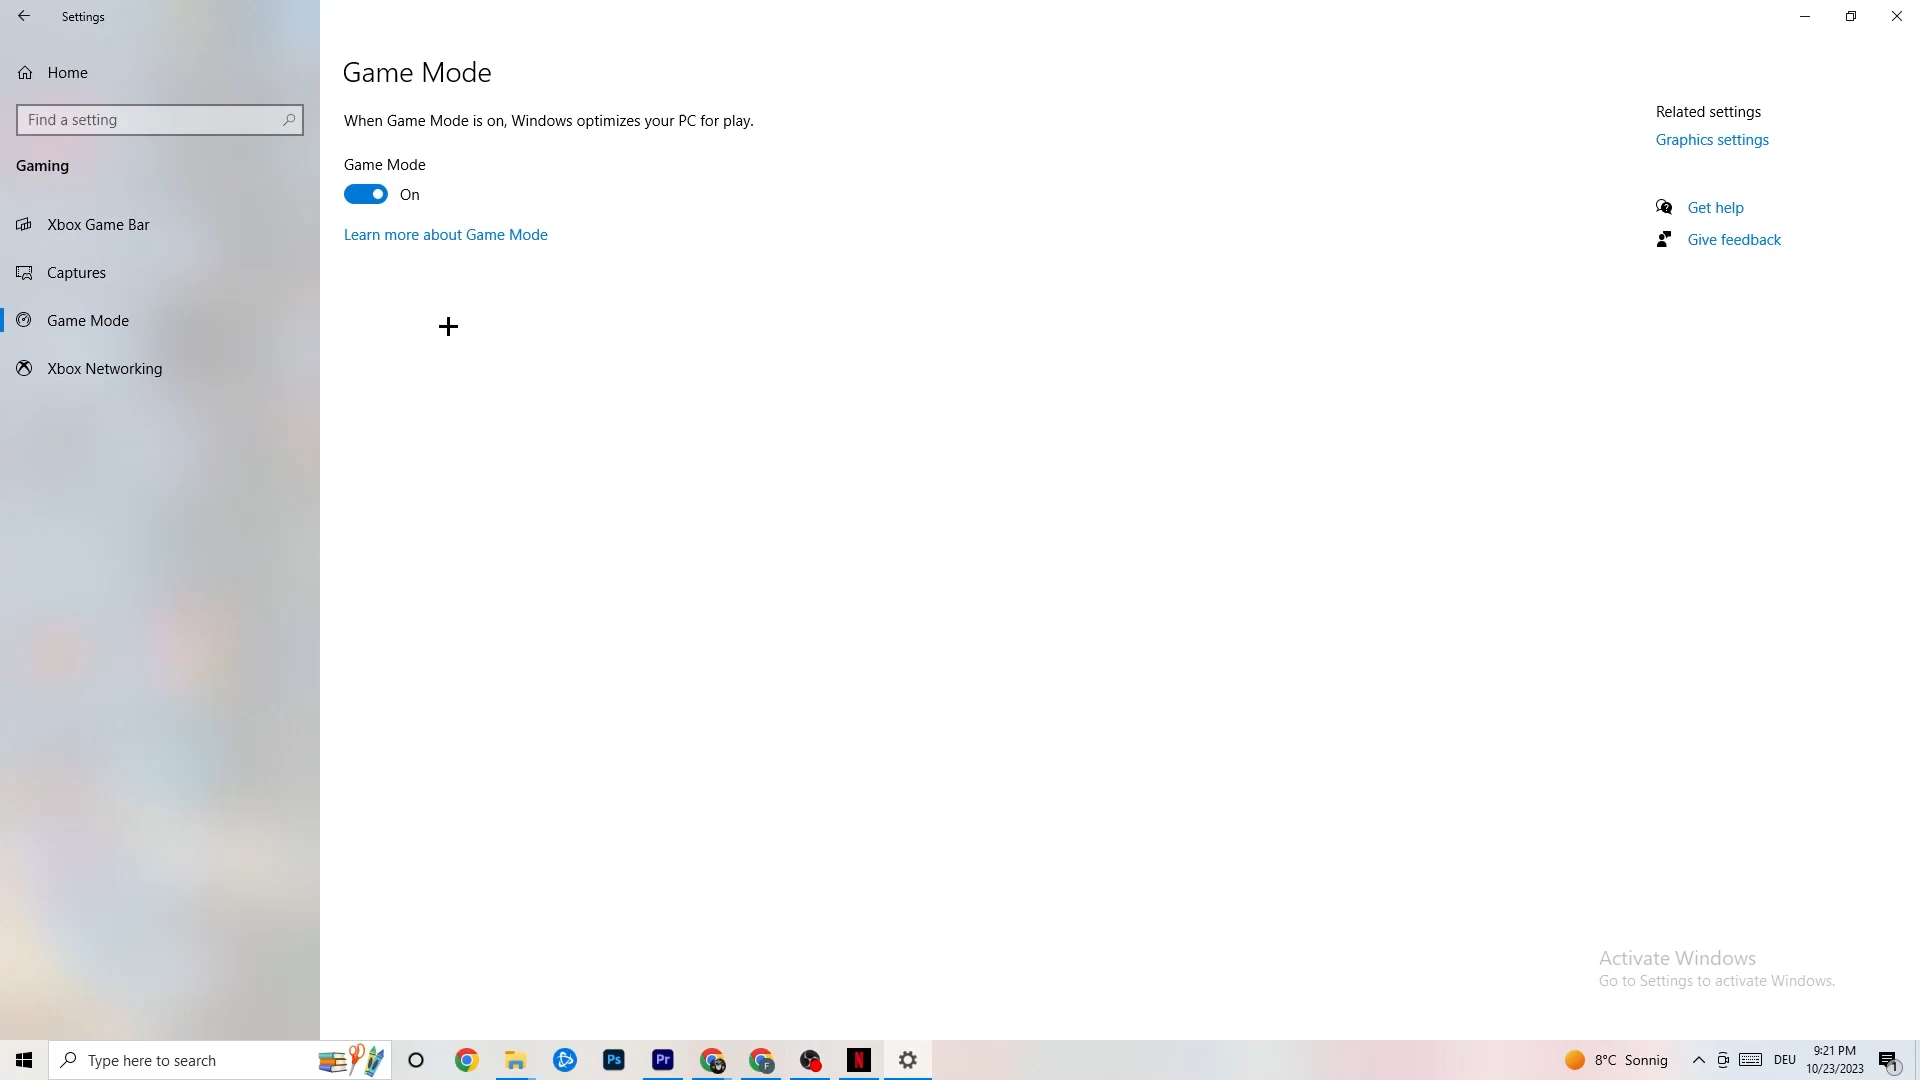 Settings
Home
Find a setting
Gaming
Xbox Game Bar
Captures
Game Mode
Xbox Networking
Game Mode
When Game Mode is on, Windows optimizes your PC for play.
Game Mode
On
Learn more about Game Mode
Related settings
Graphics settings
Get help
Give feedback
Activate Windows
Go to Settings to activate Windows.
Type here to search
Ps
Pr
F
N
8°C Sonnig
DEU
9:21 PM
10/23/2023
1